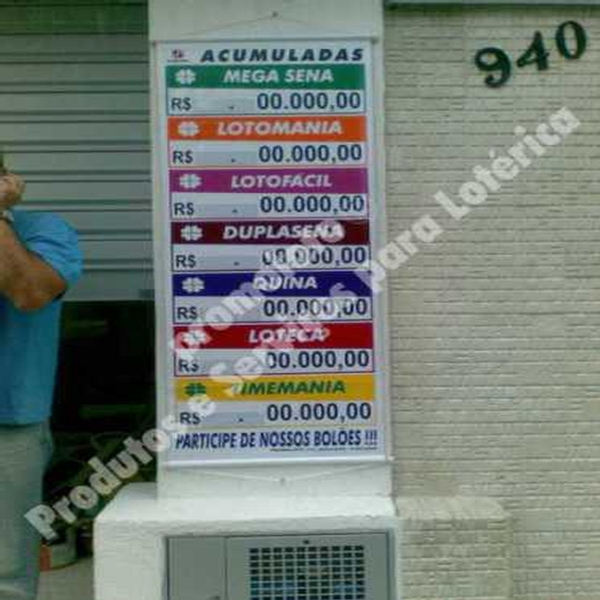 940
ACUMULADAS
MEGA SENA
R$ . 00.000,00
LOTOMANIA
R$ . 00.000,00
LOTOFÁCIL
R$ . 00.000,00
DUPLASENA
R$ . 00.000,00
QUINA
R$ 00.000,00
LOTECA
R$ 00.000,00
TIMEMANIA
R$ . 00.000,00
PARTICIPE DE NOSSOS BOLÕES !!!
promoloto
Produtos e Serviços para Lotérica